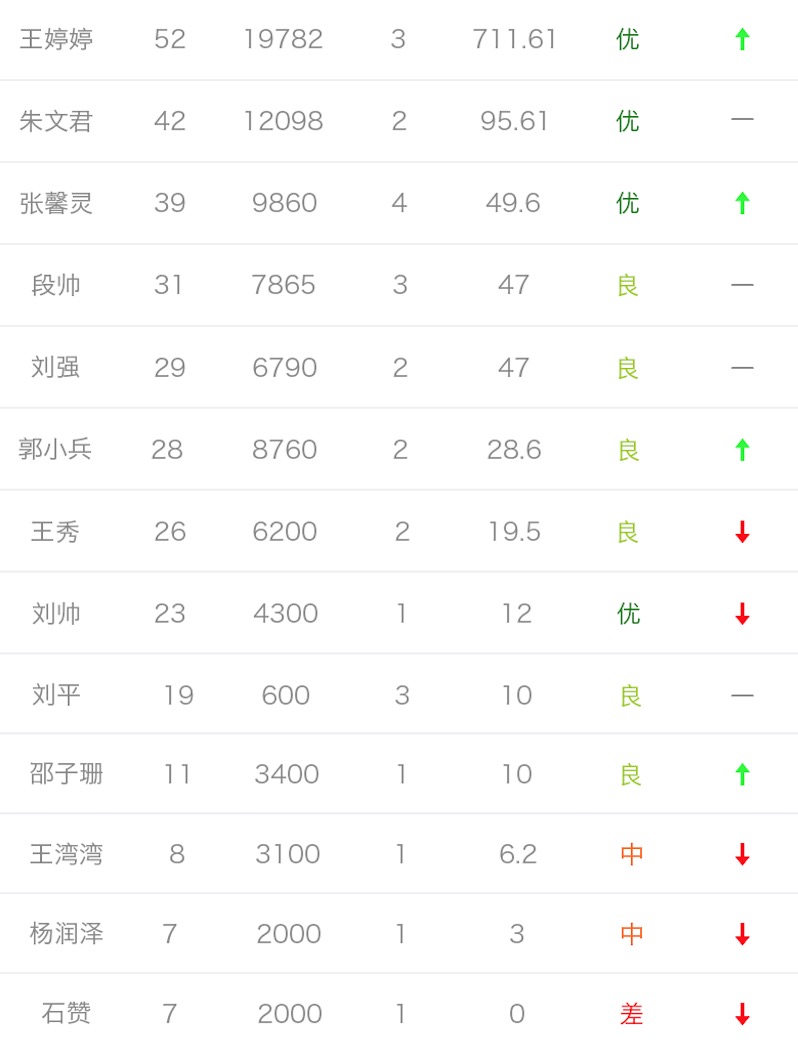 王婷婷 52 19782 3 711.61 优 ↑
朱文君 42 12098 2 95.61 优 —
张馨灵 39 9860 4 49.6 优 ↑
段帅 31 7865 3 47 良 —
刘强 29 6790 2 47 良 —
郭小兵 28 8760 2 28.6 良 ↑
王秀 26 6200 2 19.5 良 ↓
刘帅 23 4300 1 12 优 ↓
刘平 19 600 3 10 良 —
邵子珊 11 3400 1 10 良 ↑
王湾湾 8 3100 1 6.2 中 ↓
杨润泽 7 2000 1 3 中 ↓
石赞 7 2000 1 0 差 ↓